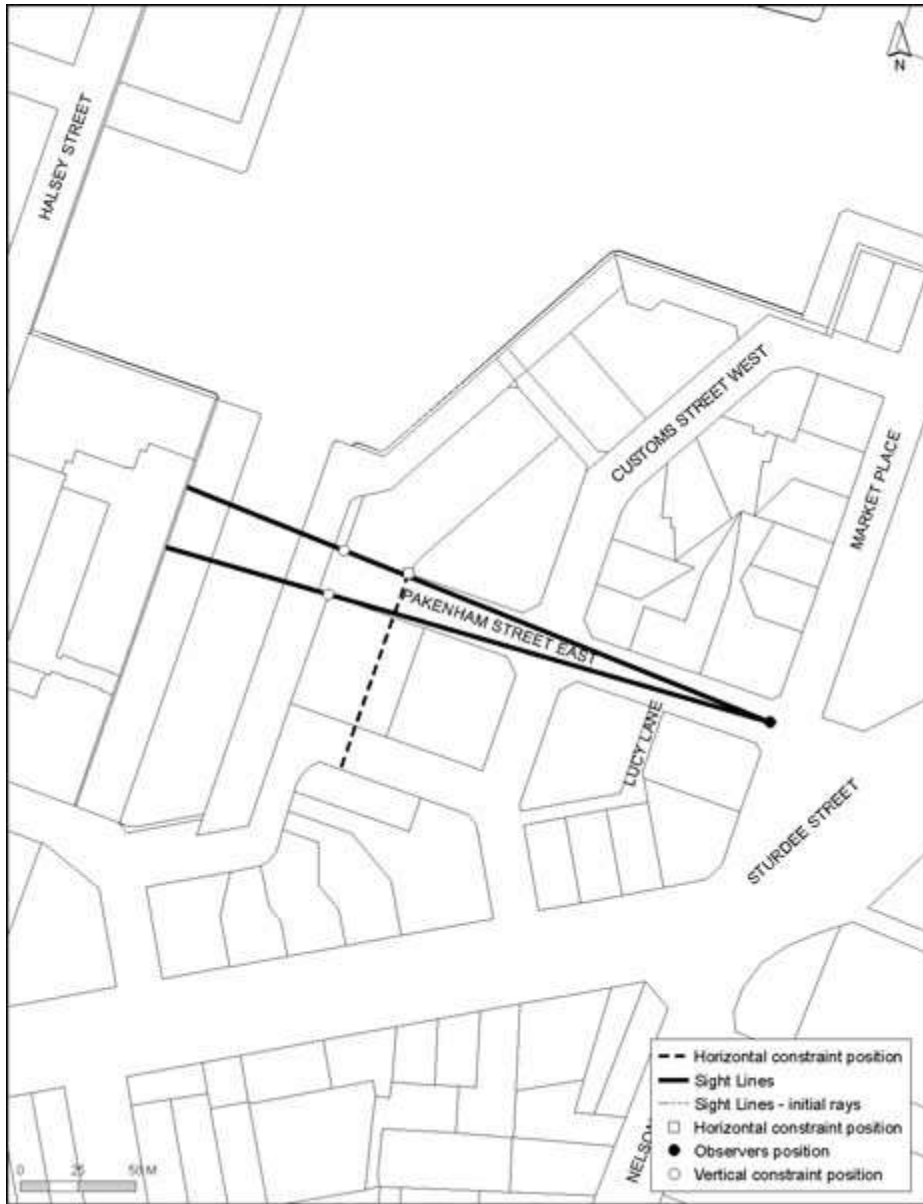 N
HALSEY STREET
CUSTOMS STREET WEST
MARKET PLACE
PAKENHAM STREET EAST
LUCY LANE
STURDEE STREET
NELSON
Horizontal constraint position
Sight Lines
Sight Lines - initial rays
Horizontal constraint position
Observers position
Vertical constraint position
0 25 50 M